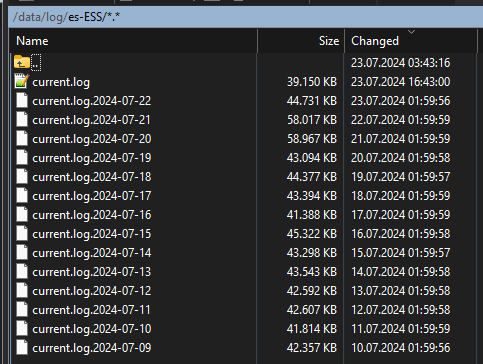 /data/log/es-ESS/*.*
Name Size Changed
.. 23.07.2024 03:43:16
current.log 39.150 KB 23.07.2024 16:43:00
current.log.2024-07-22 44.731 KB 23.07.2024 01:59:56
current.log.2024-07-21 58.017 KB 22.07.2024 01:59:59
current.log.2024-07-20 58.967 KB 21.07.2024 01:59:59
current.log.2024-07-19 43.094 KB 20.07.2024 01:59:58
current.log.2024-07-18 44.377 KB 19.07.2024 01:59:57
current.log.2024-07-17 43.394 KB 18.07.2024 01:59:59
current.log.2024-07-16 41.388 KB 17.07.2024 01:59:59
current.log.2024-07-15 45.322 KB 16.07.2024 01:59:58
current.log.2024-07-14 43.298 KB 15.07.2024 01:59:57
current.log.2024-07-13 43.543 KB 14.07.2024 01:59:58
current.log.2024-07-12 42.592 KB 13.07.2024 01:59:58
current.log.2024-07-11 42.607 KB 12.07.2024 01:59:58
current.log.2024-07-10 41.814 KB 11.07.2024 01:59:59
current.log.2024-07-09 42.357 KB 10.07.2024 01:59:56